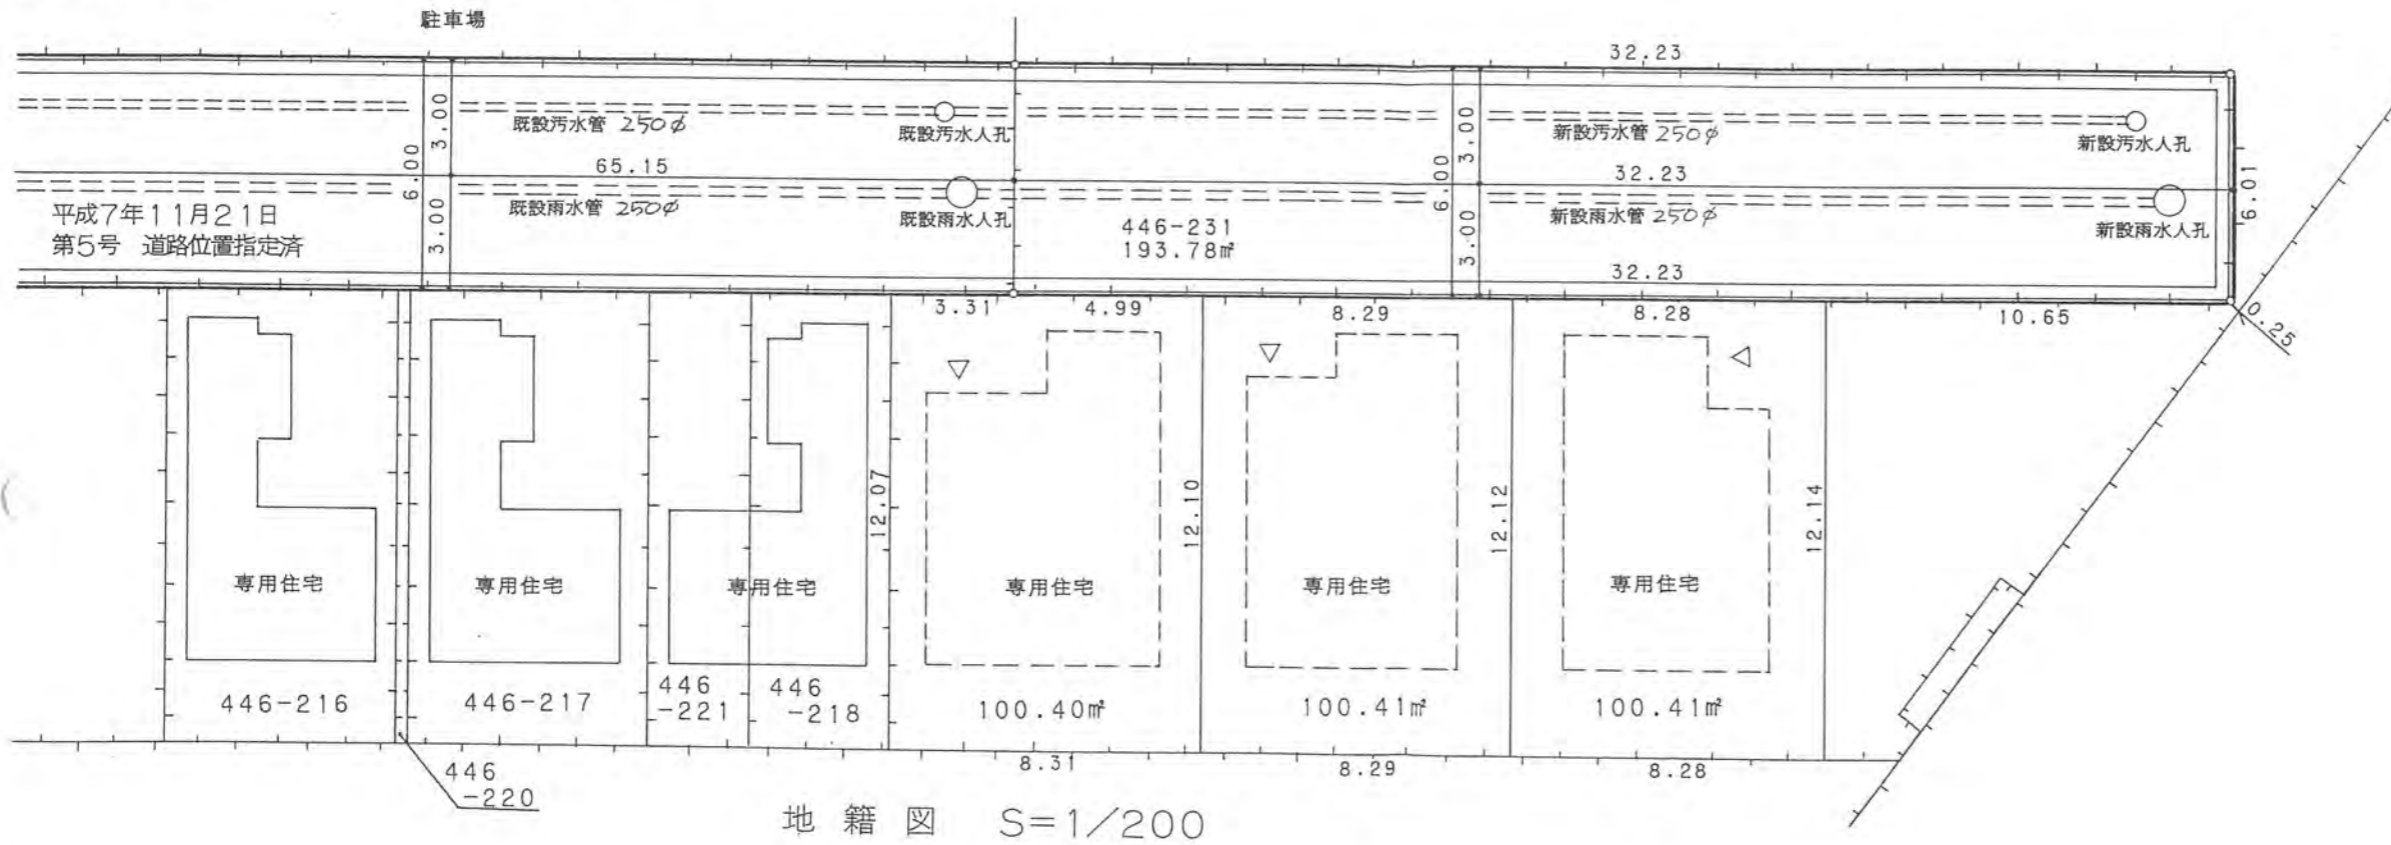 駐車場
32.23
3.00
既設汚水管 250φ
既設汚水人孔
3.00
新設汚水管 250φ
新設汚水人孔
6.00
65.15
6.00
32.23
6.01
平成7年11月21日
第5号 道路位置指定済
3.00
既設雨水管 250φ
既設雨水人孔
446-231
193.78㎡
3.00
新設雨水管 250φ
新設雨水人孔
32.23
3.31
4.99
8.29
8.28
10.65
0.25
12.07
12.10
12.12
12.14
専用住宅
専用住宅
専用住宅
専用住宅
専用住宅
専用住宅
446-216
446-217
446
-221
446
-218
100.40㎡
100.41㎡
100.41㎡
446
-220
8.31
8.29
8.28
地籍図 S=1/200